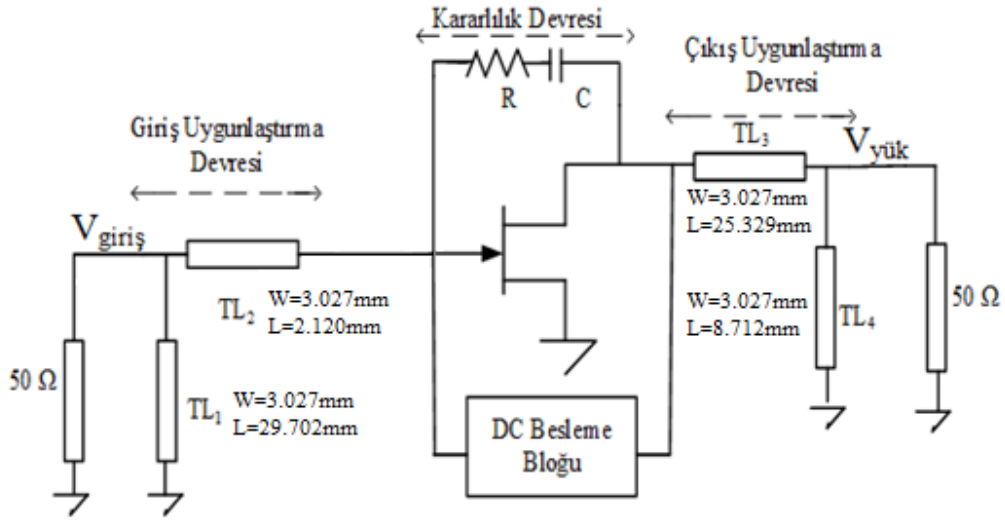 Kararlılık Devresi
R
C
Çıkış Uygunlaştırma
Devresi
TL3
Vyük
W=3.027mm
L=25.329mm
Giriş Uygunlaştırma
Devresi
Vgiriş
TL2
W=3.027mm
L=2.120mm
W=3.027mm
L=8.712mm
TL4
50 Ω
50 Ω
TL1
W=3.027mm
L=29.702mm
DC Besleme
Bloğu